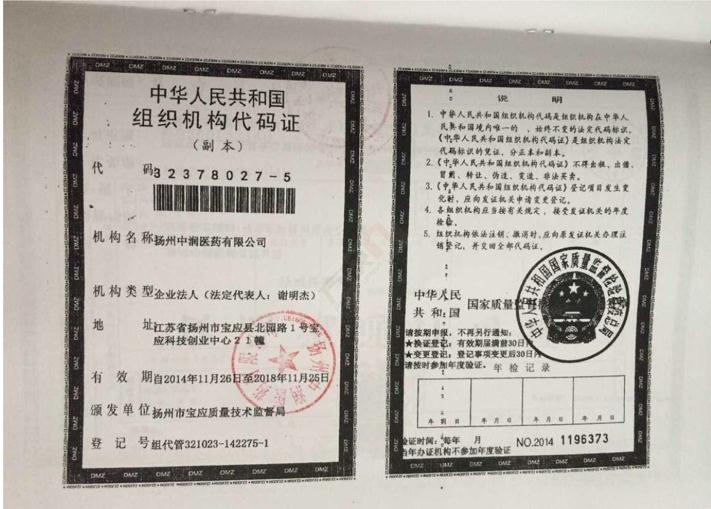 中华人民共和国
组织机构代码证
(副本)
代 码 32378027-5
机构名称 扬州中润医药有限公司
机构类型 企业法人（法定代表人：谢明杰）
地 址 江苏省扬州市宝应县北园路1号宝
应科技创业中心21幢
有 效 期 自2014年11月26日至2018年11月25日
颁发单位 扬州市宝应质量技术监督局
登 记 号 组代管321023-142275-1
说 明
1. 中华人民共和国组织机构代码是组织机构在中华人
民共和国境内唯一的、始终不变的法定代码标识，
《中华人民共和国组织机构代码证》是组织机构法定
代码标识的凭证，分正本和副本。
2. 《中华人民共和国组织机构代码证》不得出租、出借、
冒用、转让、伪造、变造、非法买卖。
3. 《中华人民共和国组织机构代码证》登记项目发生变
化时，应向发证机关申请变更登记。
4. 各组织机构应当按有关规定，接受发证机关的年度
检验。
5. 组织机构依法注销、撤消时，应向原发证机关办理注
销登记，并交回全部代码证。
中华人民
共和国 国家质量监督
请按期申报，不再另行通知：
★换证登记：有效期届满前30日内
★变更登记：登记事项变更后30日内
请按时参加年度验证。
年检记录
年 月 日 年 月 日 年 月 日 年 月 日
验证时间：每年 月
当年办证机构不参加年度验证
NO.2014 1196373